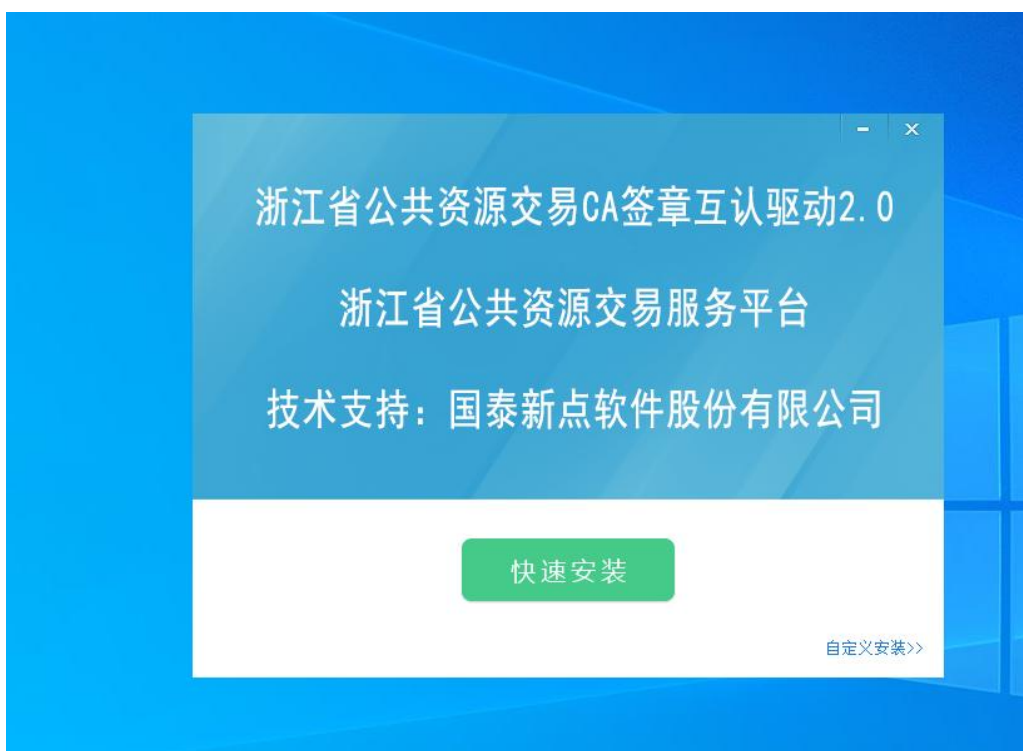 浙江省公共资源交易CA签章互认驱动2.0
浙江省公共资源交易服务平台
技术支持：国泰新点软件股份有限公司
快速安装
自定义安装>>